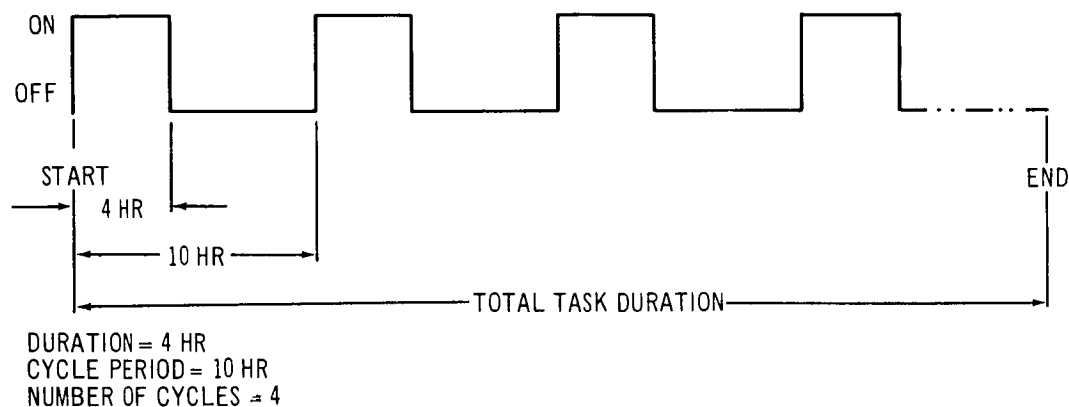 ON
OFF
START
END
4 HR
10 HR
TOTAL TASK DURATION
DURATION = 4 HR
CYCLE PERIOD = 10 HR
NUMBER OF CYCLES = 4